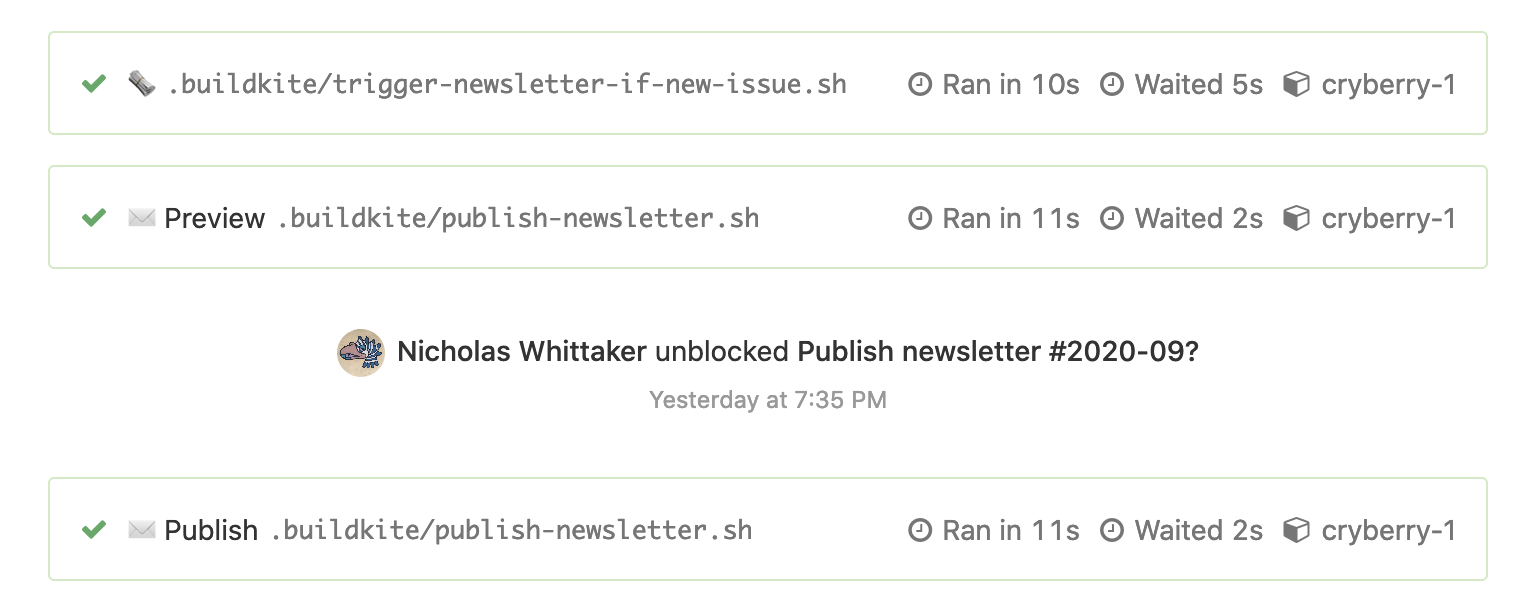 .buildkite/trigger-newsletter-if-new-issue.sh Ran in 10s Waited 5s cryberry-1
Preview .buildkite/publish-newsletter.sh Ran in 11s Waited 2s cryberry-1
Nicholas Whittaker unblocked Publish newsletter #2020-09?
Yesterday at 7:35 PM
Publish .buildkite/publish-newsletter.sh Ran in 11s Waited 2s cryberry-1